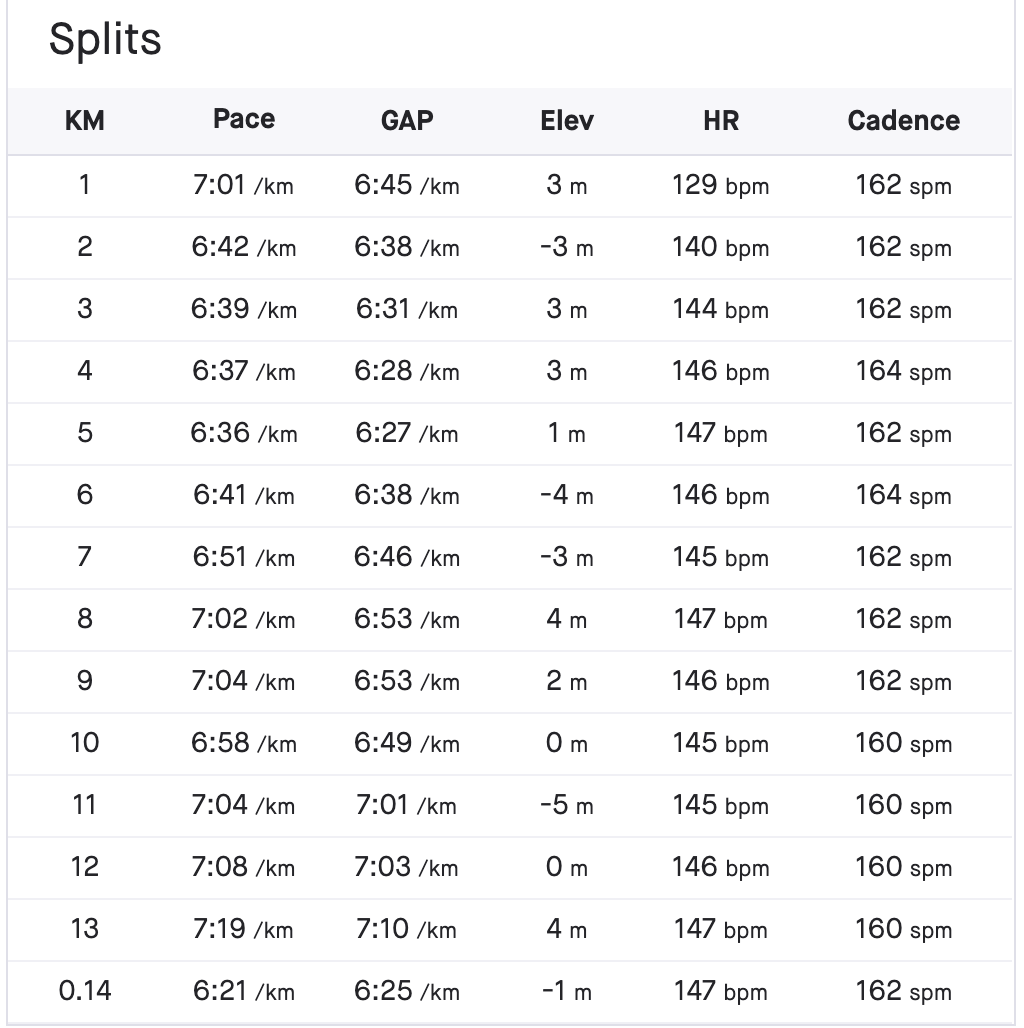 Splits
KM Pace GAP Elev HR Cadence
1 7:01 /km 6:45 /km 3 m 129 bpm 162 spm
2 6:42 /km 6:38 /km -3 m 140 bpm 162 spm
3 6:39 /km 6:31 /km 3 m 144 bpm 162 spm
4 6:37 /km 6:28 /km 3 m 146 bpm 164 spm
5 6:36 /km 6:27 /km 1 m 147 bpm 162 spm
6 6:41 /km 6:38 /km -4 m 146 bpm 164 spm
7 6:51 /km 6:46 /km -3 m 145 bpm 162 spm
8 7:02 /km 6:53 /km 4 m 147 bpm 162 spm
9 7:04 /km 6:53 /km 2 m 146 bpm 162 spm
10 6:58 /km 6:49 /km 0 m 145 bpm 160 spm
11 7:04 /km 7:01 /km -5 m 145 bpm 160 spm
12 7:08 /km 7:03 /km 0 m 146 bpm 160 spm
13 7:19 /km 7:10 /km 4 m 147 bpm 160 spm
0.14 6:21 /km 6:25 /km -1 m 147 bpm 162 spm